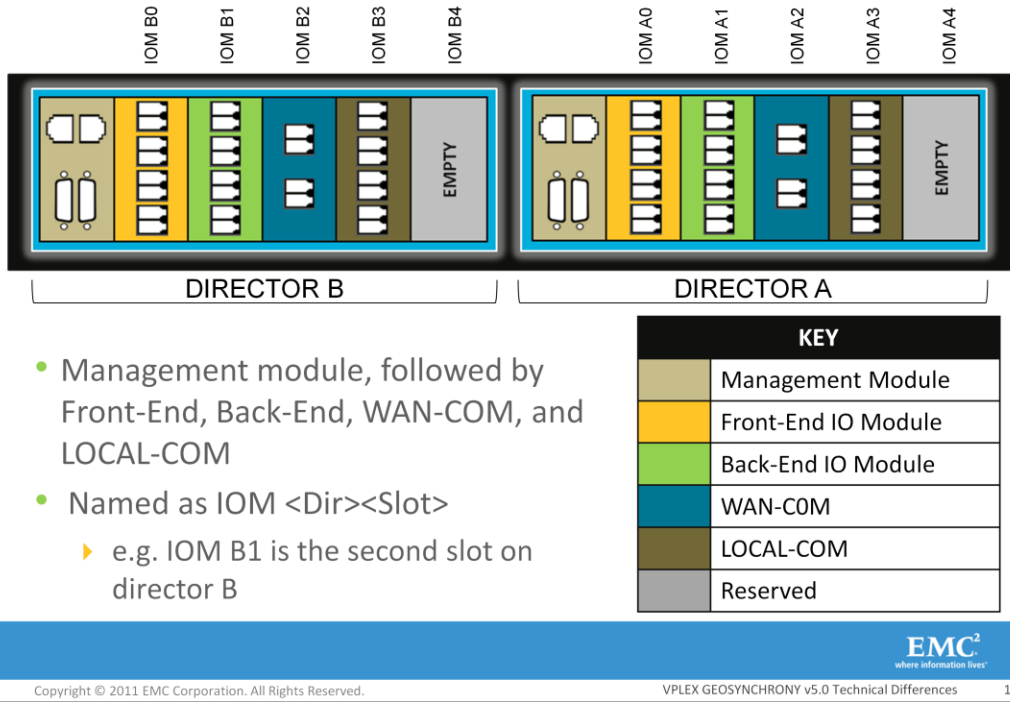 IOM B0
IOM B1
IOM B2
IOM B3
IOM B4
IOM A0
IOM A1
IOM A2
IOM A3
IOM A4
EMPTY
EMPTY
DIRECTOR B
DIRECTOR A
• Management module, followed by
Front-End, Back-End, WAN-COM, and
LOCAL-COM
• Named as IOM <Dir><Slot>
e.g. IOM B1 is the second slot on
director B
KEY
Management Module
Front-End IO Module
Back-End IO Module
WAN-C0M
LOCAL-COM
Reserved
EMC²
where information lives®
Copyright © 2011 EMC Corporation. All Rights Reserved.
VPLEX GEOSYNCHRONY v5.0 Technical Differences
1